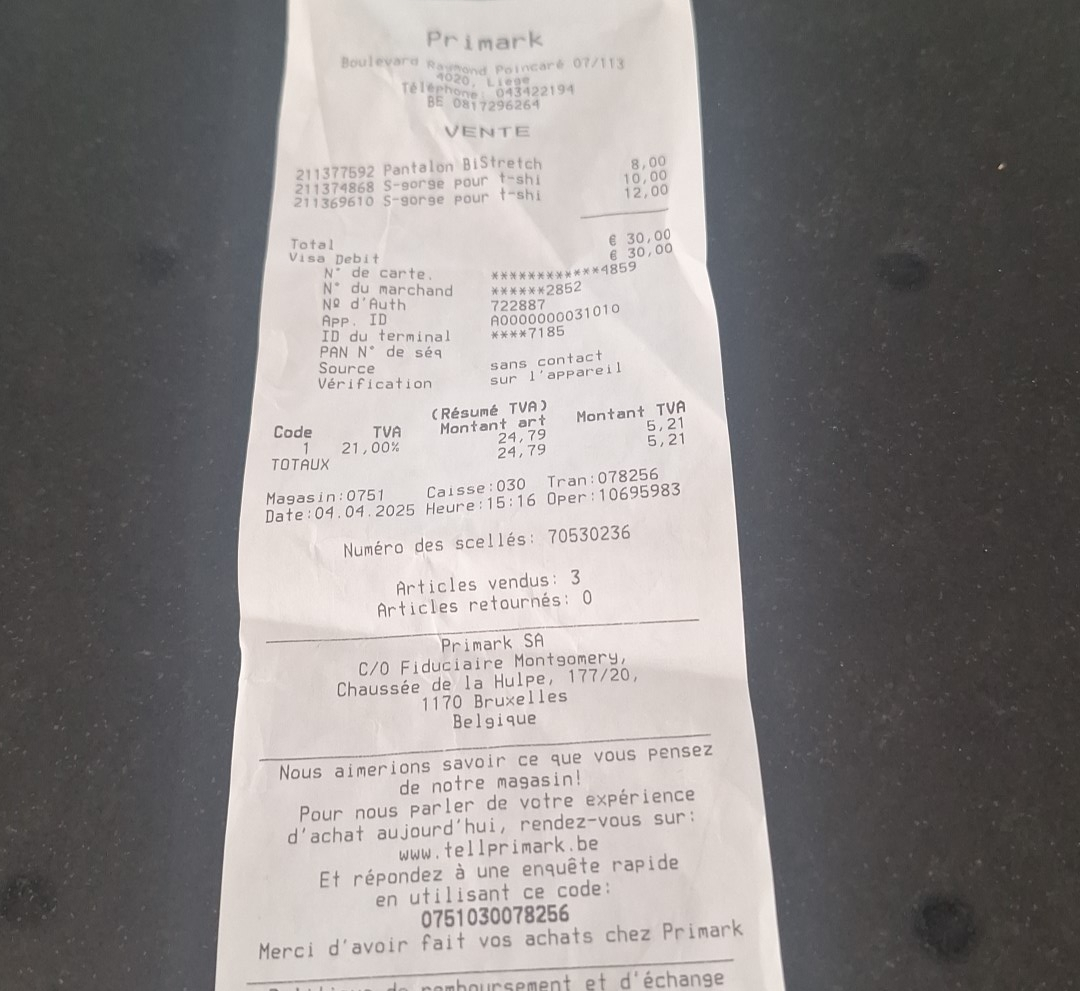 Primark
Boulevard Raymond Poincaré 07/113
4020, Liege
Téléphone: 043422194
BE 0817296264
VENTE
211377592 Pantalon BiStretch 8,00
211374868 S-gorge pour t-shi 10,00
211369610 S-gorge pour t-shi 12,00
Total € 30,00
Visa Debit € 30,00
N° de carte. ************4859
N° du marchand ******2852
Nº d'Auth 722887
App. ID A0000000031010
ID du terminal ****7185
PAN N° de séq
Source sans contact
Vérification sur l'appareil
(Résumé TVA)
Code TVA Montant art Montant TVA
1 21,00% 24,79 5,21
TOTAUX 24,79 5,21
Magasin:0751 Caisse:030 Tran:078256
Date:04.04.2025 Heure:15:16 Oper:10695983
Numéro des scellés: 70530236
Articles vendus: 3
Articles retournés: 0
Primark SA
C/O Fiduciaire Montgomery,
Chaussée de la Hulpe, 177/20,
1170 Bruxelles
Belgique
Nous aimerions savoir ce que vous pensez
de notre magasin!
Pour nous parler de votre expérience
d'achat aujourd'hui, rendez-vous sur:
www.tellprimark.be
Et répondez à une enquête rapide
en utilisant ce code:
0751030078256
Merci d'avoir fait vos achats chez Primark
de remboursement et d'échange